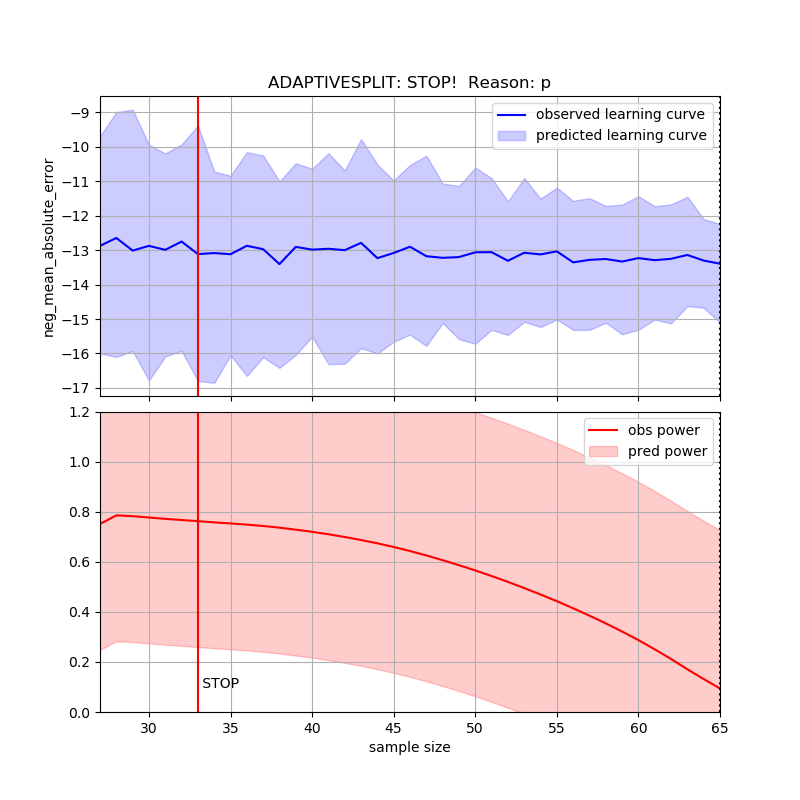 ADAPTIVESPLIT: STOP!  Reason: p
neg_mean_absolute_error
−9
−10
−11
−12
−13
−14
−15
−16
−17
observed learning curve
predicted learning curve
1.2
1.0
0.8
0.6
0.4
0.2
0.0
obs power
pred power
STOP
30 35 40 45 50 55 60 65
sample size